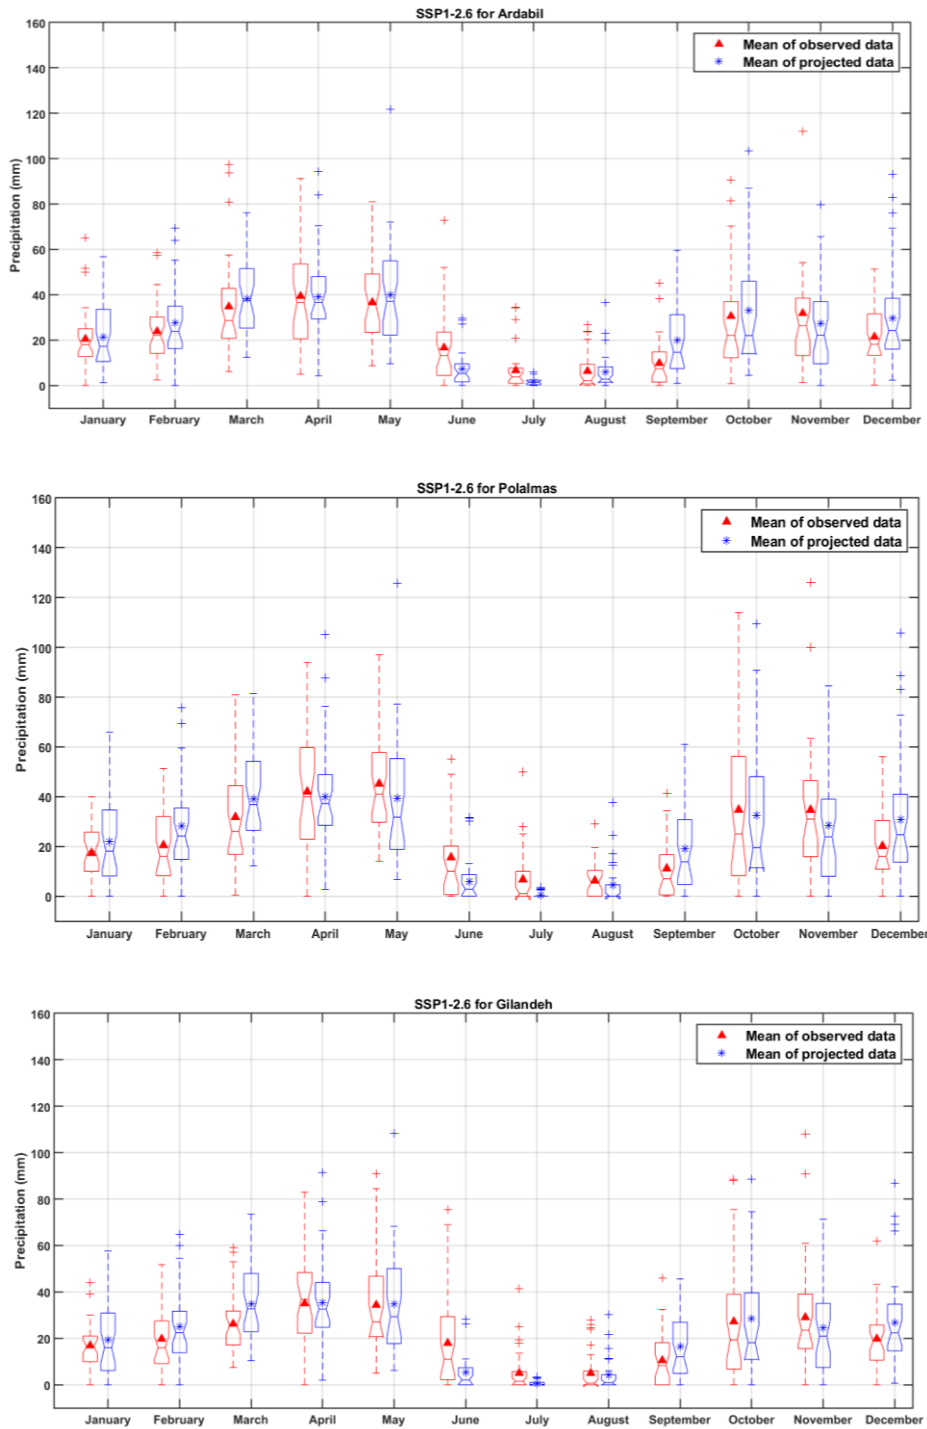 SSP1-2.6 for Ardabil
160
140
120
100
80
60
40
20
0
Precipitation (mm)
Mean of observed data
Mean of projected data
January February March April May June July August September October November December
SSP1-2.6 for Polalmas
160
140
120
100
80
60
40
20
0
Precipitation (mm)
Mean of observed data
Mean of projected data
January February March April May June July August September October November December
SSP1-2.6 for Gilandeh
160
140
120
100
80
60
40
20
0
Precipitation (mm)
Mean of observed data
Mean of projected data
January February March April May June July August September October November December